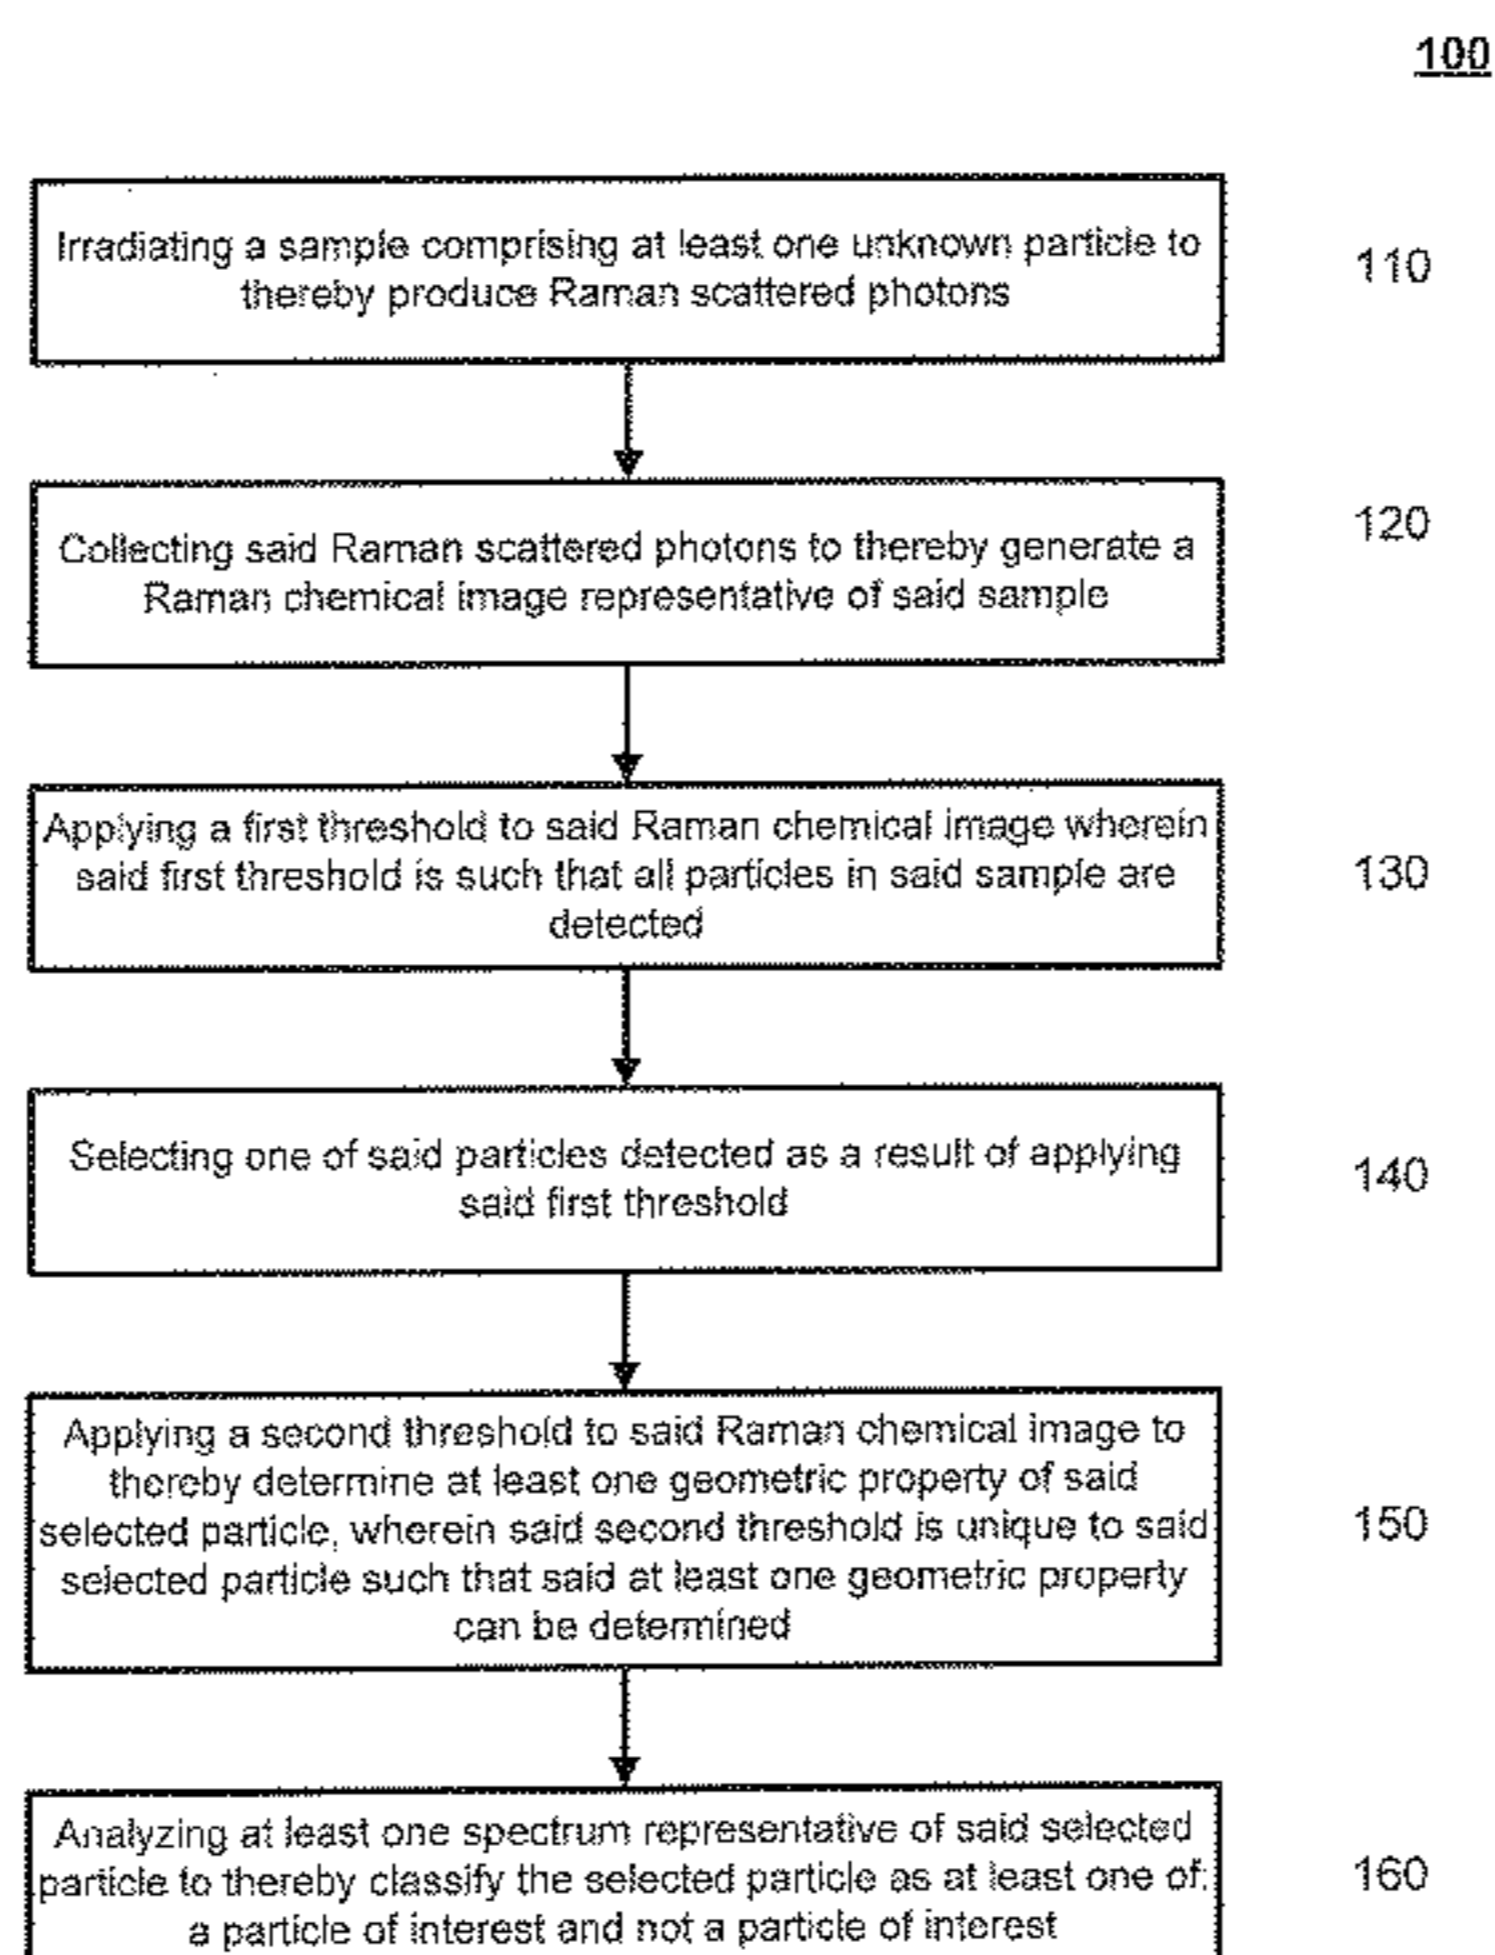 100
Irradiating a sample comprising at least one unknown particle to
thereby produce Raman scattered photons
110
Collecting said Raman scattered photons to thereby generate a
Raman chemical image representative of said sample
120
Applying a first threshold to said Raman chemical image wherein
said first threshold is such that all particles in said sample are
detected
130
Selecting one of said particles detected as a result of applying
said first threshold
140
Applying a second threshold to said Raman chemical image to
thereby determine at least one geometric property of said
selected particle, wherein said second threshold is unique to said
selected particle such that said at least one geometric property
can be determined
150
Analyzing at least one spectrum representative of said selected
particle to thereby classify the selected particle as at least one of:
a particle of interest and not a particle of interest
160